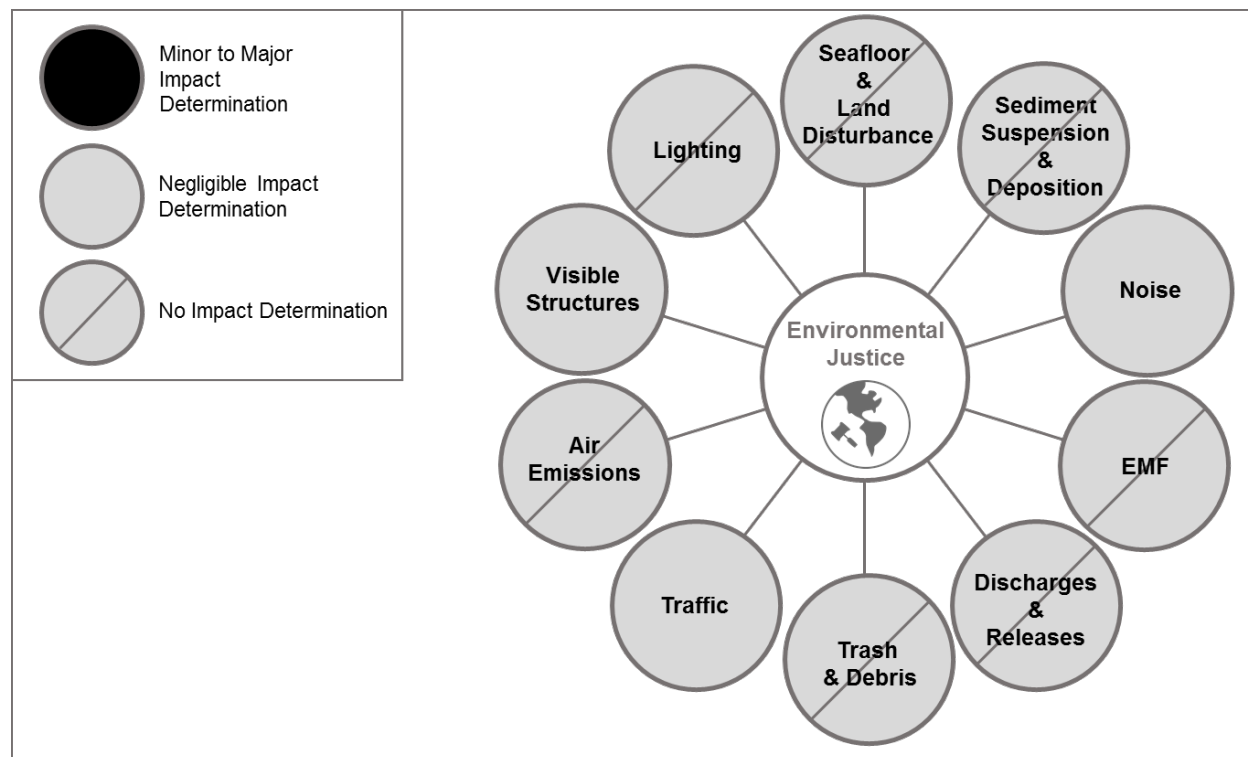 Minor to Major
Impact
Determination
Negligible Impact
Determination
No Impact Determination
Seafloor
&
Land
Disturbance
Sediment
Suspension
&
Deposition
Noise
EMF
Discharges
&
Releases
Trash
& Debris
Traffic
Air
Emissions
Visible
Structures
Lighting
Environmental
Justice